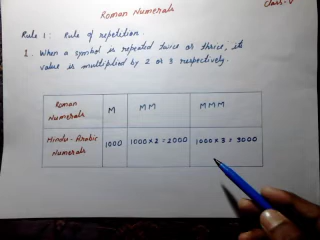 Roman Numerals
Class-V
Rule 1: Rule of repetition.
1. When a symbol is repeated twice or thrice, its
value is multiplied by 2 or 3 respectively.
Roman Numerals M MM MMM
Hindu-Arabic Numerals 1000 1000×2=2000 1000×3=3000